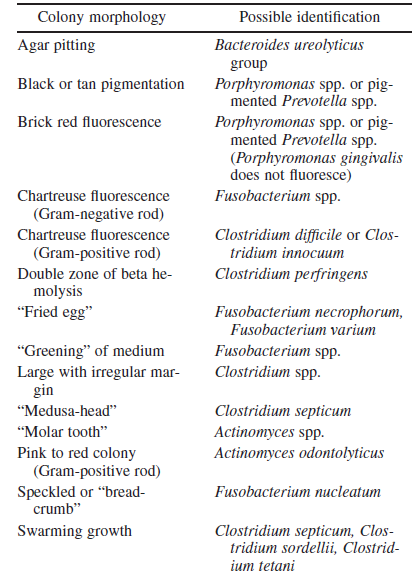 Colony morphology Possible identification
Agar pitting Bacteroides ureolyticus
group
Black or tan pigmentation Porphyromonas spp. or pig-
mented Prevotella spp.
Brick red fluorescence Porphyromonas spp. or pig-
mented Prevotella spp.
(Porphyromonas gingivalis
does not fluoresce)
Chartreuse fluorescence Fusobacterium spp.
(Gram-negative rod)
Chartreuse fluorescence Clostridium difficile or Clos-
(Gram-positive rod) tridium innocuum
Double zone of beta he- Clostridium perfringens
molysis
“Fried egg” Fusobacterium necrophorum,
Fusobacterium varium
“Greening” of medium Fusobacterium spp.
Large with irregular mar- Clostridium spp.
gin
“Medusa-head” Clostridium septicum
“Molar tooth” Actinomyces spp.
Pink to red colony Actinomyces odontolyticus
(Gram-positive rod)
Speckled or “bread- Fusobacterium nucleatum
crumb”
Swarming growth Clostridium septicum, Clos-
tridium sordellii, Clostrid-
ium tetani